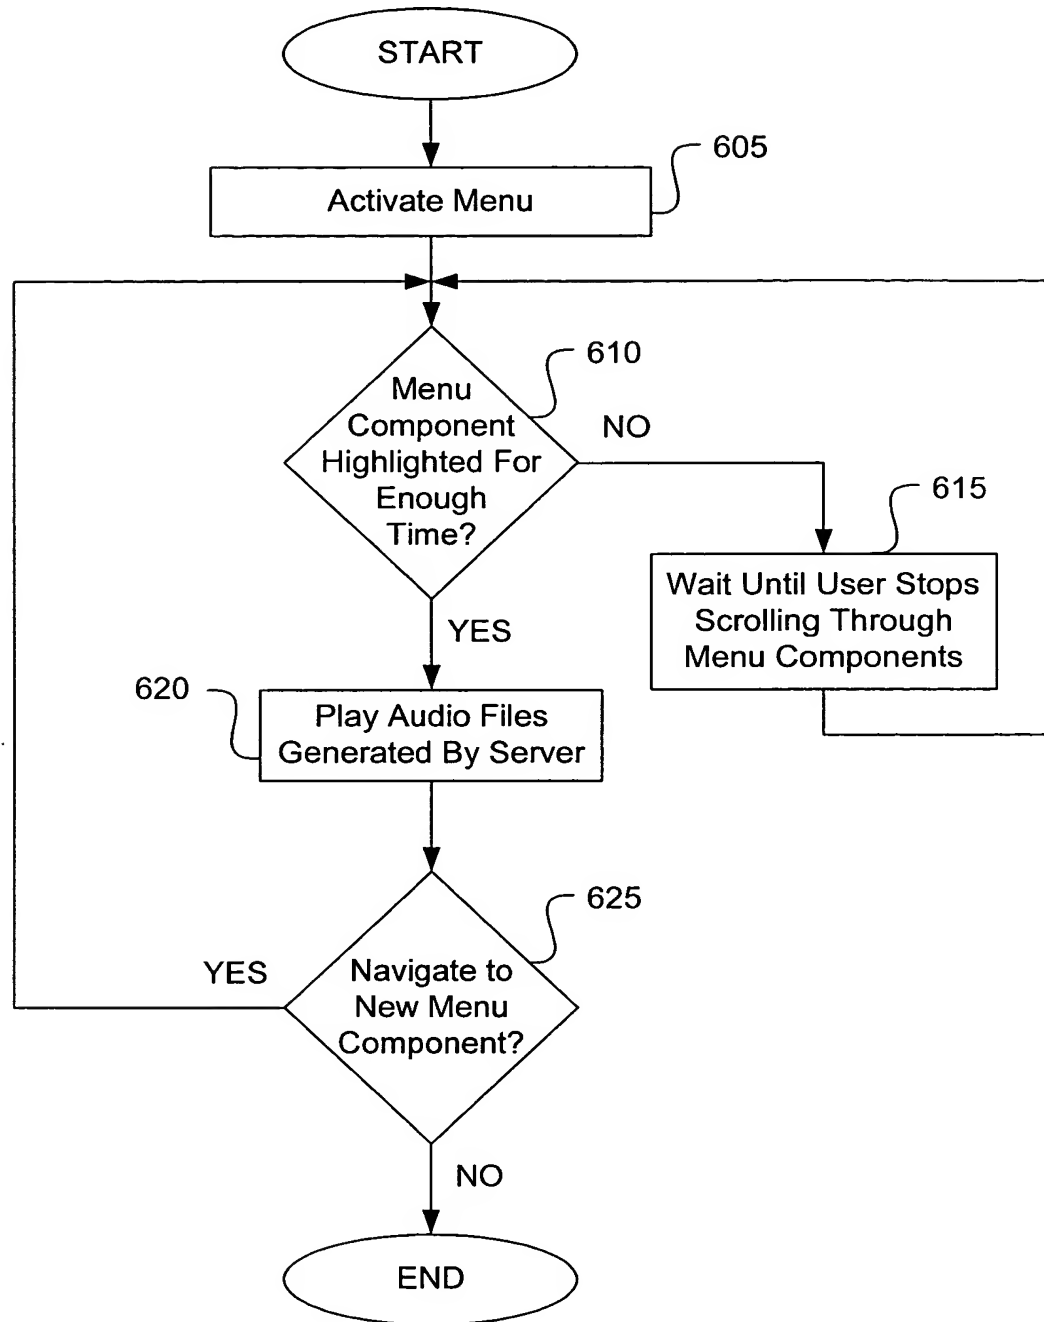 START
605
Activate Menu
610
Menu
Component
Highlighted For
Enough
Time?
NO
615
Wait Until User Stops
Scrolling Through
Menu Components
YES
620
Play Audio Files
Generated By Server
625
YES
Navigate to
New Menu
Component?
NO
END